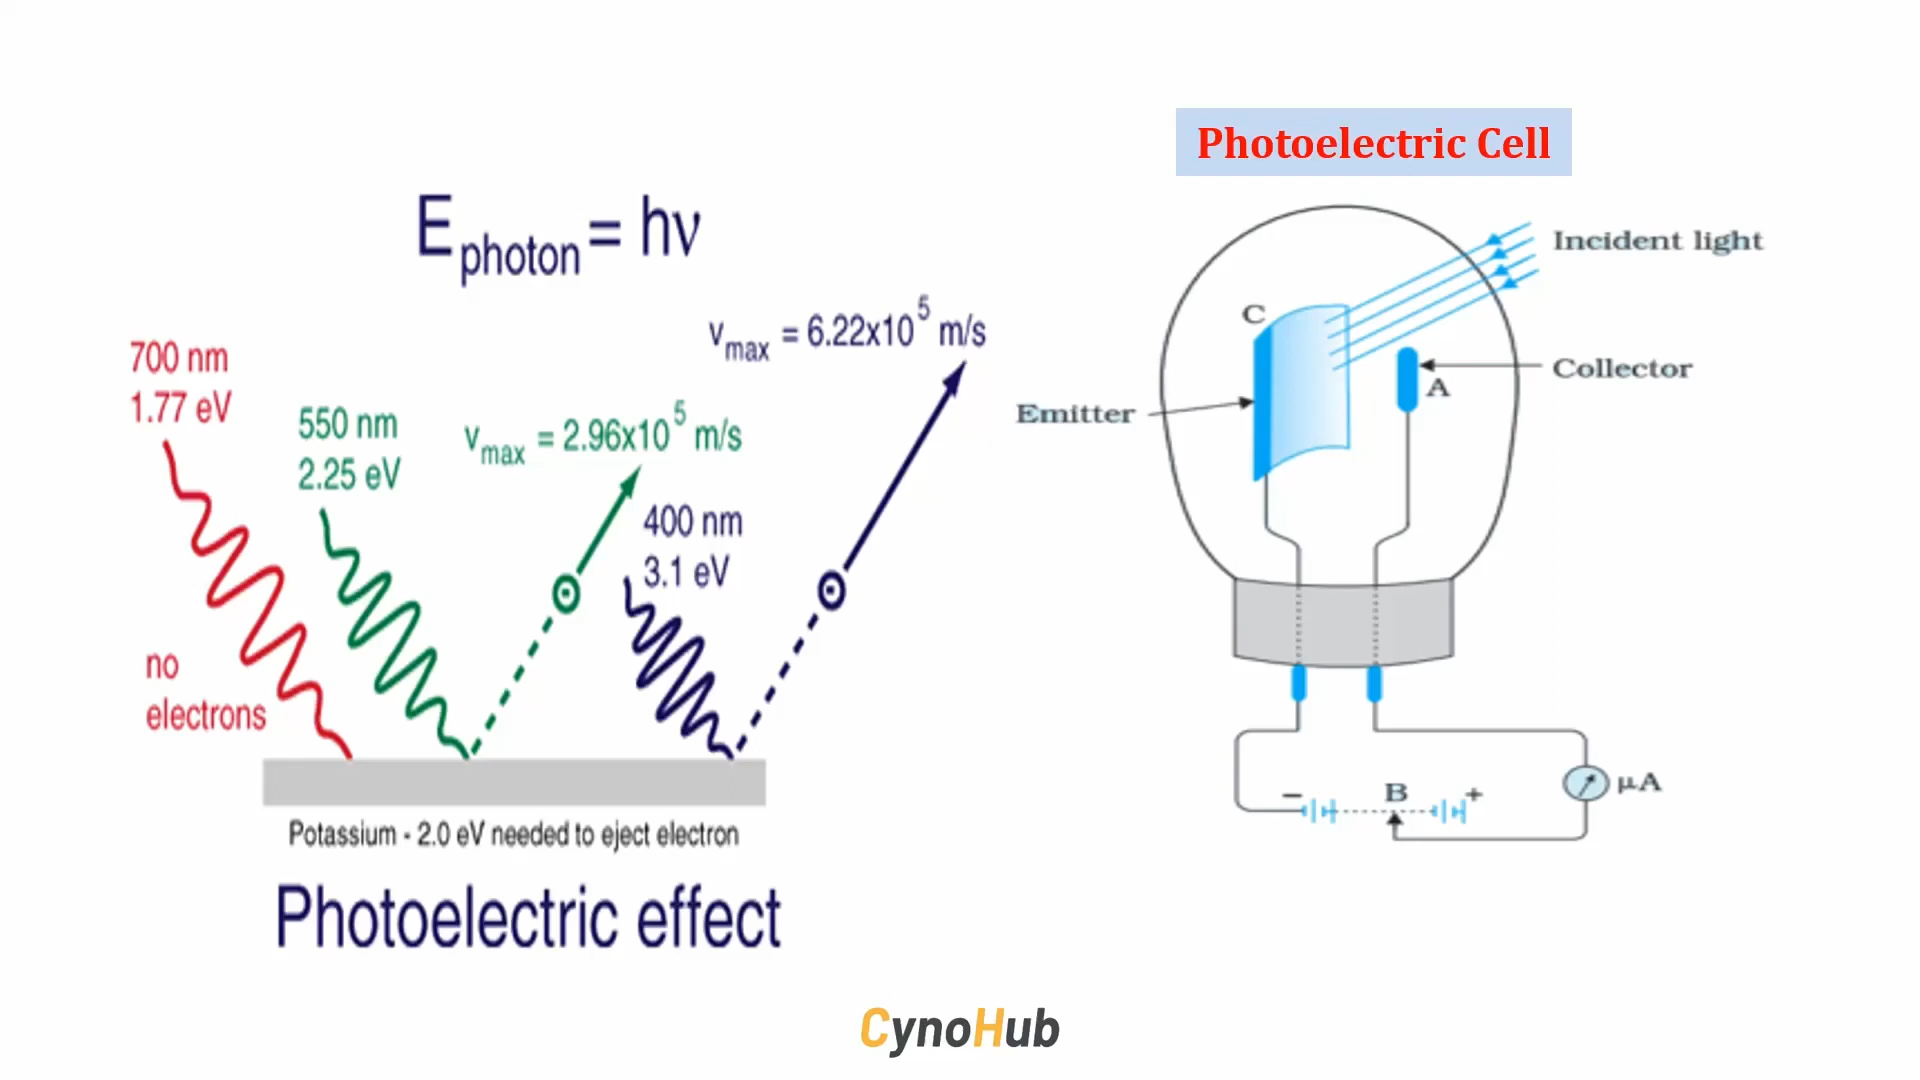 Photoelectric Cell
E photon = hν
v max = 6.22x10^5 m/s
700 nm
1.77 eV
550 nm
2.25 eV
v max = 2.96x10^5 m/s
400 nm
3.1 eV
no
electrons
Potassium - 2.0 eV needed to eject electron
Photoelectric effect
Incident light
C
Collector
A
Emitter
− B +
μA
CynoHub